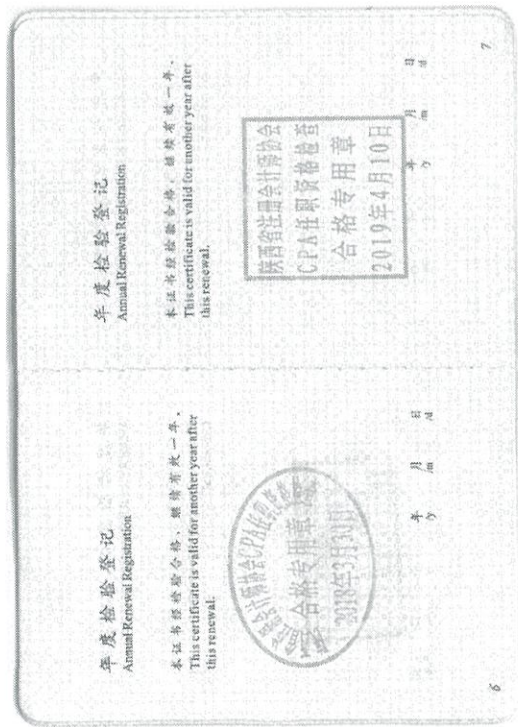 年度检验登记
Annual Renewal Registration
本证书经检验合格，继续有效一年。
This certificate is valid for another year after
this renewal.
合格专用章
2018年3月30日
年 月 日
/y /m /d
6
年度检验登记
Annual Renewal Registration
本证书经检验合格，继续有效一年。
This certificate is valid for another year after
this renewal.
陕西省注册会计师协会
CPA任职资格检查
合格专用章
2019年4月10日
年 月 日
/y /m /d
7